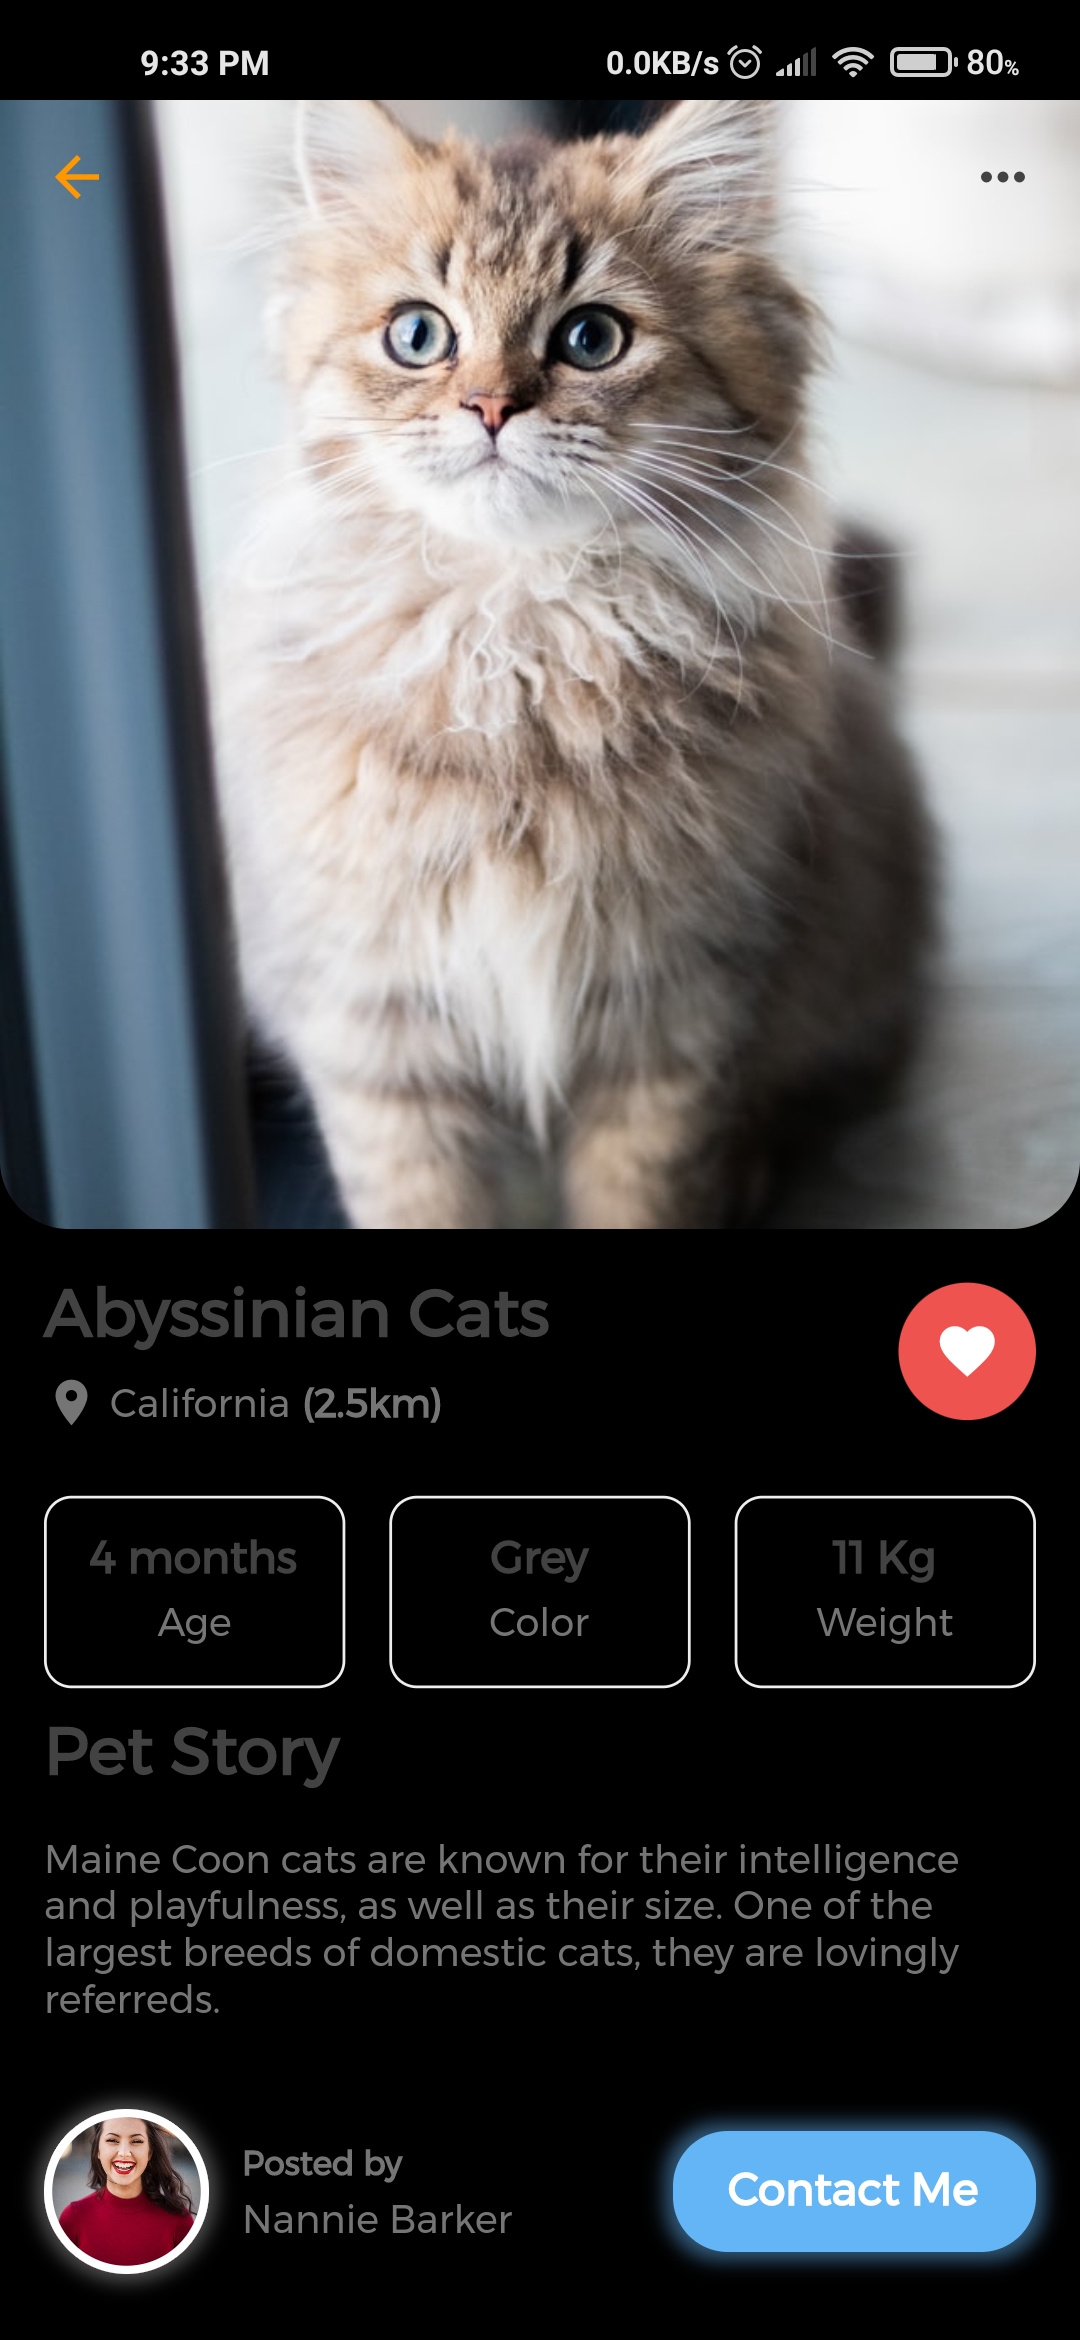 9:33 PM 0.0KB/s 80%
Abyssinian Cats
California (2.5km)
4 months Grey 11 Kg
Age Color Weight
Pet Story
Maine Coon cats are known for their intelligence
and playfulness, as well as their size. One of the
largest breeds of domestic cats, they are lovingly
referreds.
Posted by
Nannie Barker
Contact Me